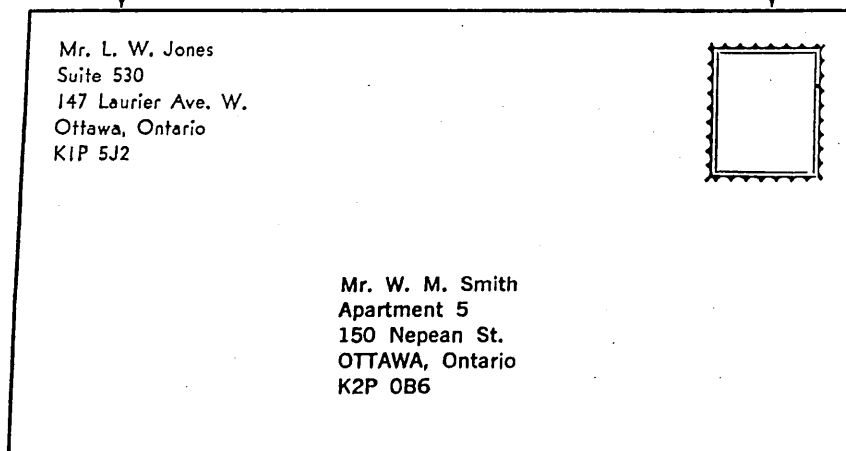 Mr. L. W. Jones
Suite 530
147 Laurier Ave. W.
Ottawa, Ontario
K1P 5J2
Mr. W. M. Smith
Apartment 5
150 Nepean St.
OTTAWA, Ontario
K2P 0B6